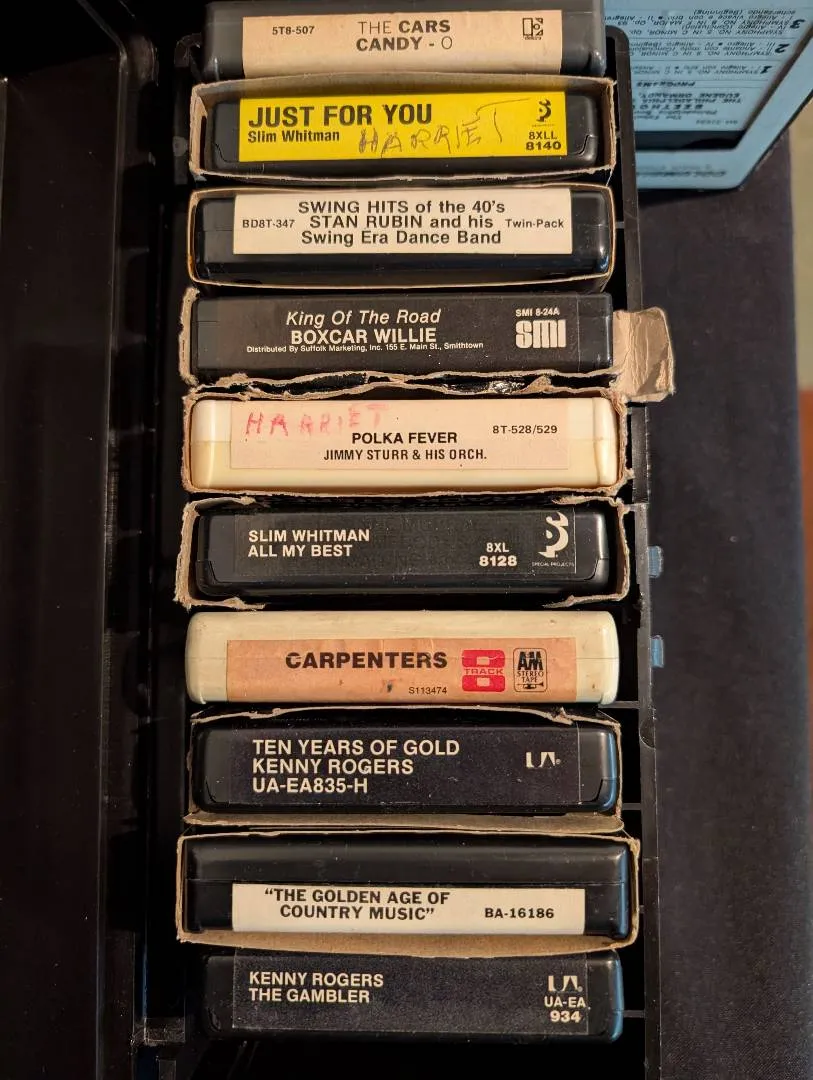 5T8-507
THE CARS
CANDY - O
JUST FOR YOU
Slim Whitman
HARRIET
8XLL
8140
SWING HITS of the 40's
BD8T-347 STAN RUBIN and his Twin-Pack
Swing Era Dance Band
King Of The Road
BOXCAR WILLIE
Distributed By Suffolk Marketing, Inc. 155 E. Main St., Smithtown
SMI 8-24A
SMI
HARRIET
POLKA FEVER
8T-528/529
JIMMY STURR & HIS ORCH.
SLIM WHITMAN
ALL MY BEST
8XL
8128
SPECIAL PROJECTS
CARPENTERS
8
TRACK
A&M
STEREO
TAPE
S113474
TEN YEARS OF GOLD
KENNY ROGERS
UA-EA835-H
UA
"THE GOLDEN AGE OF
COUNTRY MUSIC"
BA-16186
KENNY ROGERS
THE GAMBLER
UA
UA-EA
934